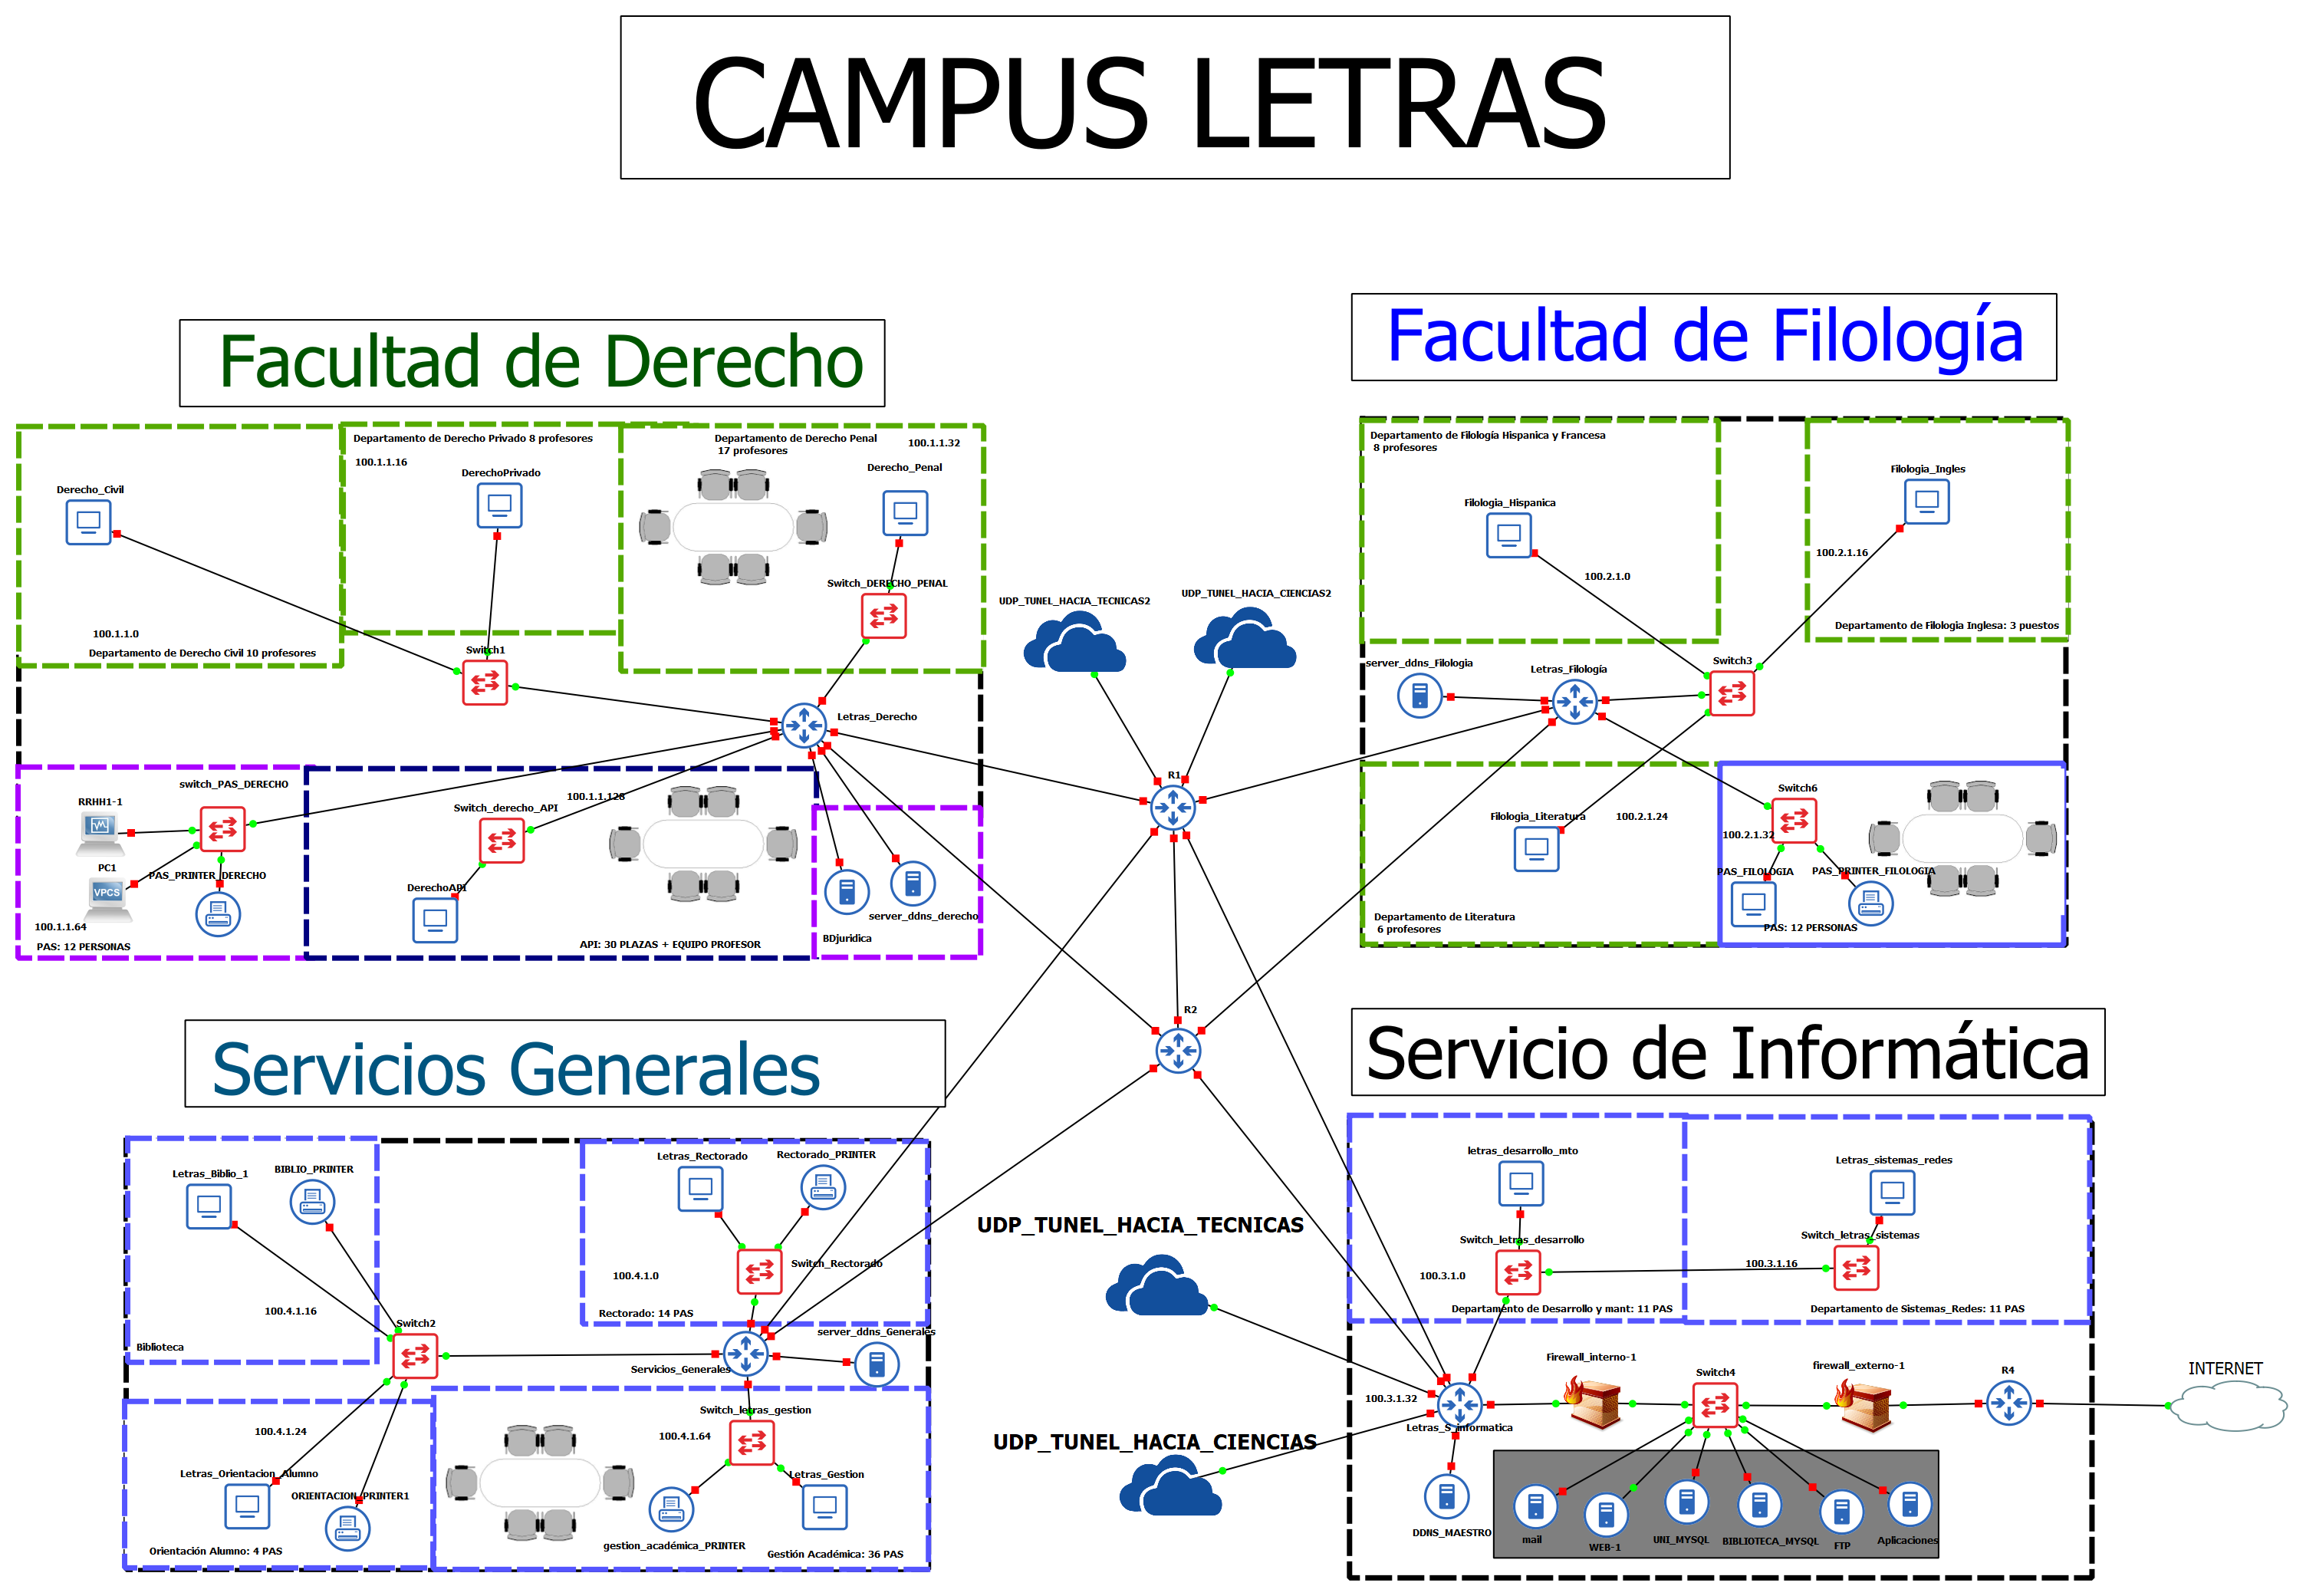 CAMPUS LETRAS
Facultad de Derecho
Facultad de Filología
Derecho_Civil
100.1.1.0
Departamento de Derecho Civil 10 profesores
Departamento de Derecho Privado 8 profesores
100.1.1.16
DerechoPrivado
Departamento de Derecho Penal
17 profesores
100.1.1.32
Derecho_Penal
Switch_DERECHO_PENAL
Switch1
Letras_Derecho
switch_PAS_DERECHO
RRHH1-1
PC1
VPCS
PAS_PRINTER_DERECHO
100.1.1.64
PAS: 12 PERSONAS
Switch_derecho_API
100.1.1.128
DerechoAPI
API: 30 PLAZAS + EQUIPO PROFESOR
server_ddns_derecho
BDjuridica
UDP_TUNEL_HACIA_TECNICAS2
UDP_TUNEL_HACIA_CIENCIAS2
R1
R2
Departamento de Filología Hispanica y Francesa
8 profesores
Filologia_Hispanica
100.2.1.0
Filologia_Ingles
100.2.1.16
Departamento de Filologia Inglesa: 3 puestos
server_ddns_Filologia
Letras_Filología
Switch3
Filologia_Literatura
100.2.1.24
Departamento de Literatura
6 profesores
Switch6
100.2.1.32
PAS_FILOLOGIA
PAS_PRINTER_FILOLOGIA
PAS: 12 PERSONAS
Servicios Generales
Servicio de Informática
Letras_Biblio_1
BIBLIO_PRINTER
100.4.1.16
Biblioteca
Letras_Rectorado
Rectorado_PRINTER
Switch_Rectorado
100.4.1.0
Rectorado: 14 PAS
Switch2
Servicios_Generales
server_ddns_Generales
100.4.1.24
Letras_Orientacion_Alumno
ORIENTACION_PRINTER1
Orientación Alumno: 4 PAS
Switch_letras_gestion
100.4.1.64
Letras_Gestion
gestion_académica_PRINTER
Gestión Académica: 36 PAS
UDP_TUNEL_HACIA_TECNICAS
UDP_TUNEL_HACIA_CIENCIAS
letras_desarrollo_mto
Switch_letras_desarrollo
100.3.1.0
Departamento de Desarrollo y mant: 11 PAS
Letras_sistemas_redes
Switch_letras_sistemas
100.3.1.16
Departamento de Sistemas_Redes: 11 PAS
100.3.1.32
Letras_S_informatica
DDNS_MAESTRO
Firewall_interno-1
Switch4
firewall_externo-1
R4
INTERNET
mail
WEB-1
UNI_MYSQL
BIBLIOTECA_MYSQL
FTP
Aplicaciones